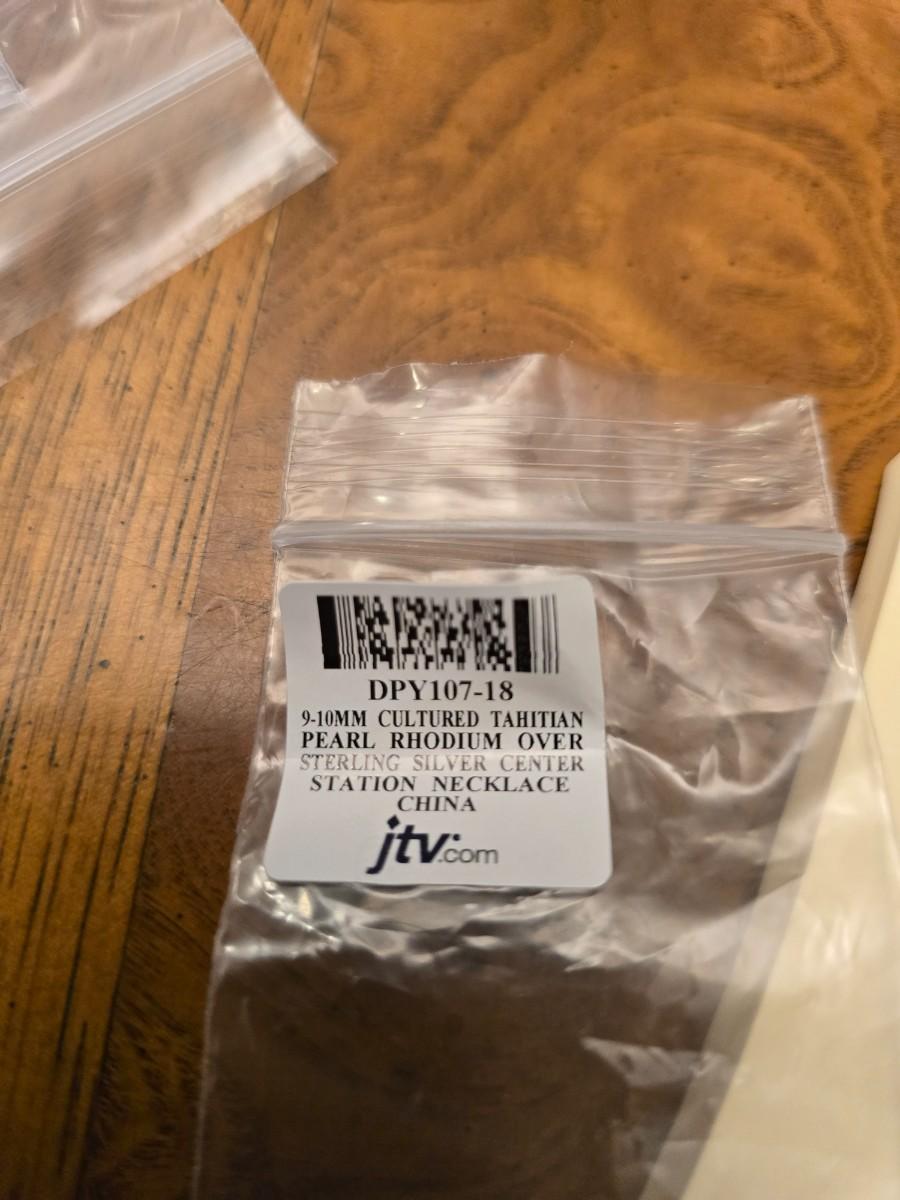 DPY107-18
9-10MM CULTURED TAHITIAN
PEARL RHODIUM OVER
STERLING SILVER CENTER
STATION NECKLACE
CHINA
jtv.com